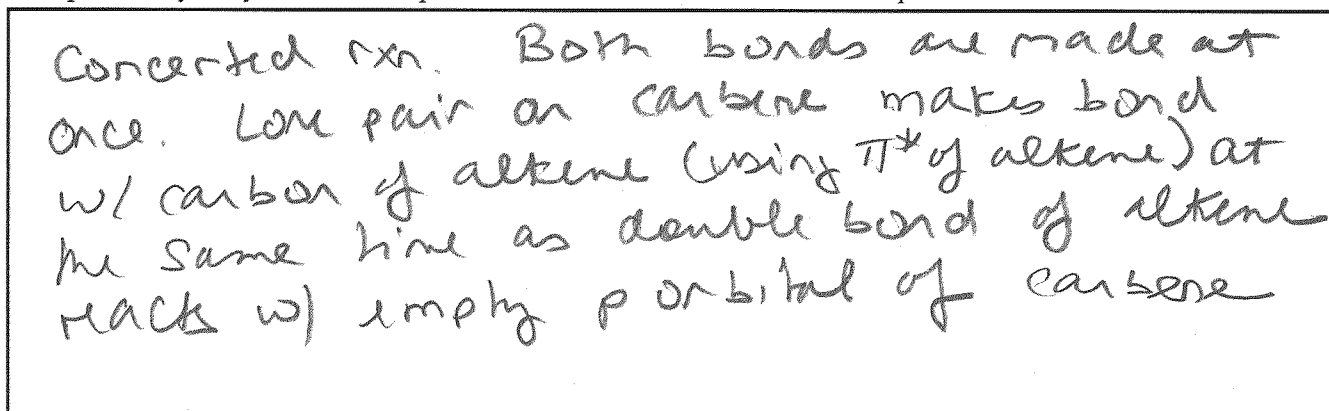 Concerted rxn. Both bonds are made at
once. Lone pair on carbene makes bond
w/ carbon of alkene (using π* of alkene) at
the same time as double bond of alkene
reacts w/ empty p orbital of carbene